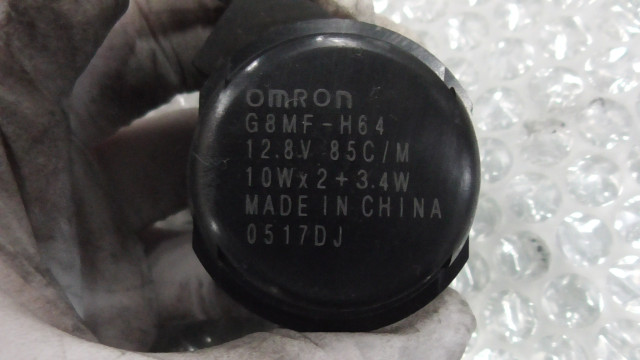 omron
G8MF-H64
12.8V 85C/M
10Wx2+3.4W
MADE IN CHINA
0517DJ